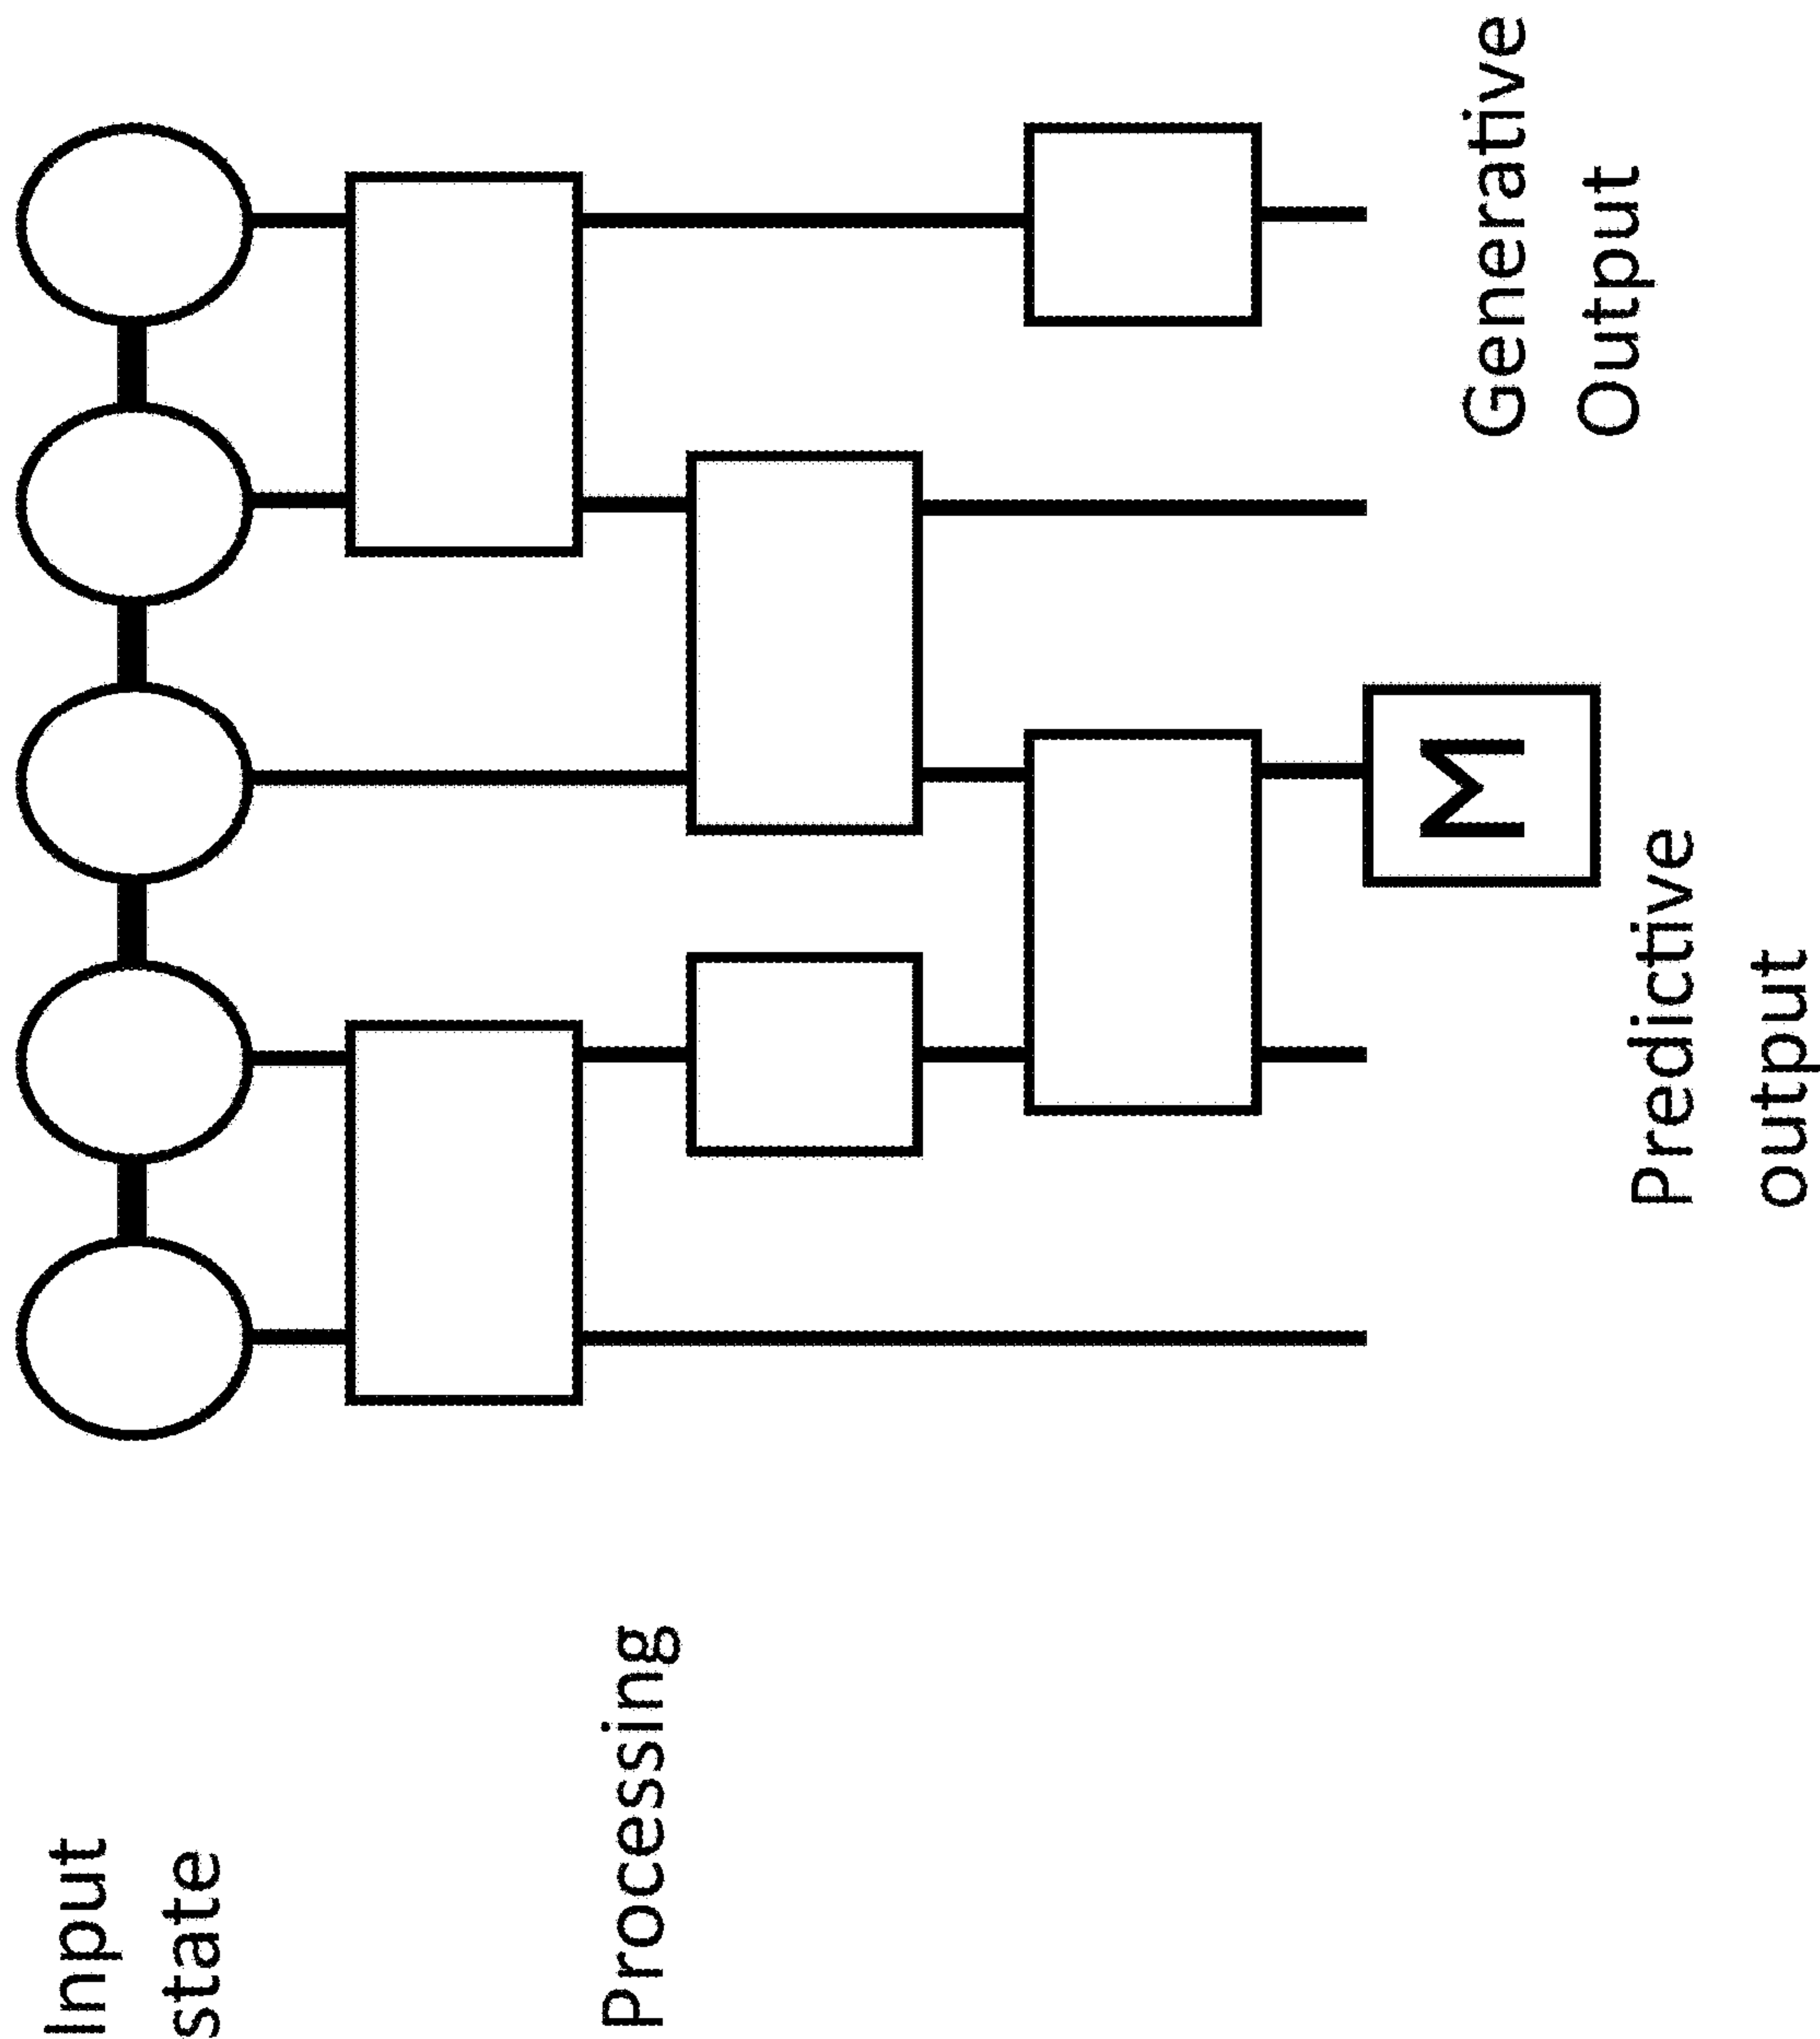 Input
state
Processing
M
Predictive
output
Generative
Output